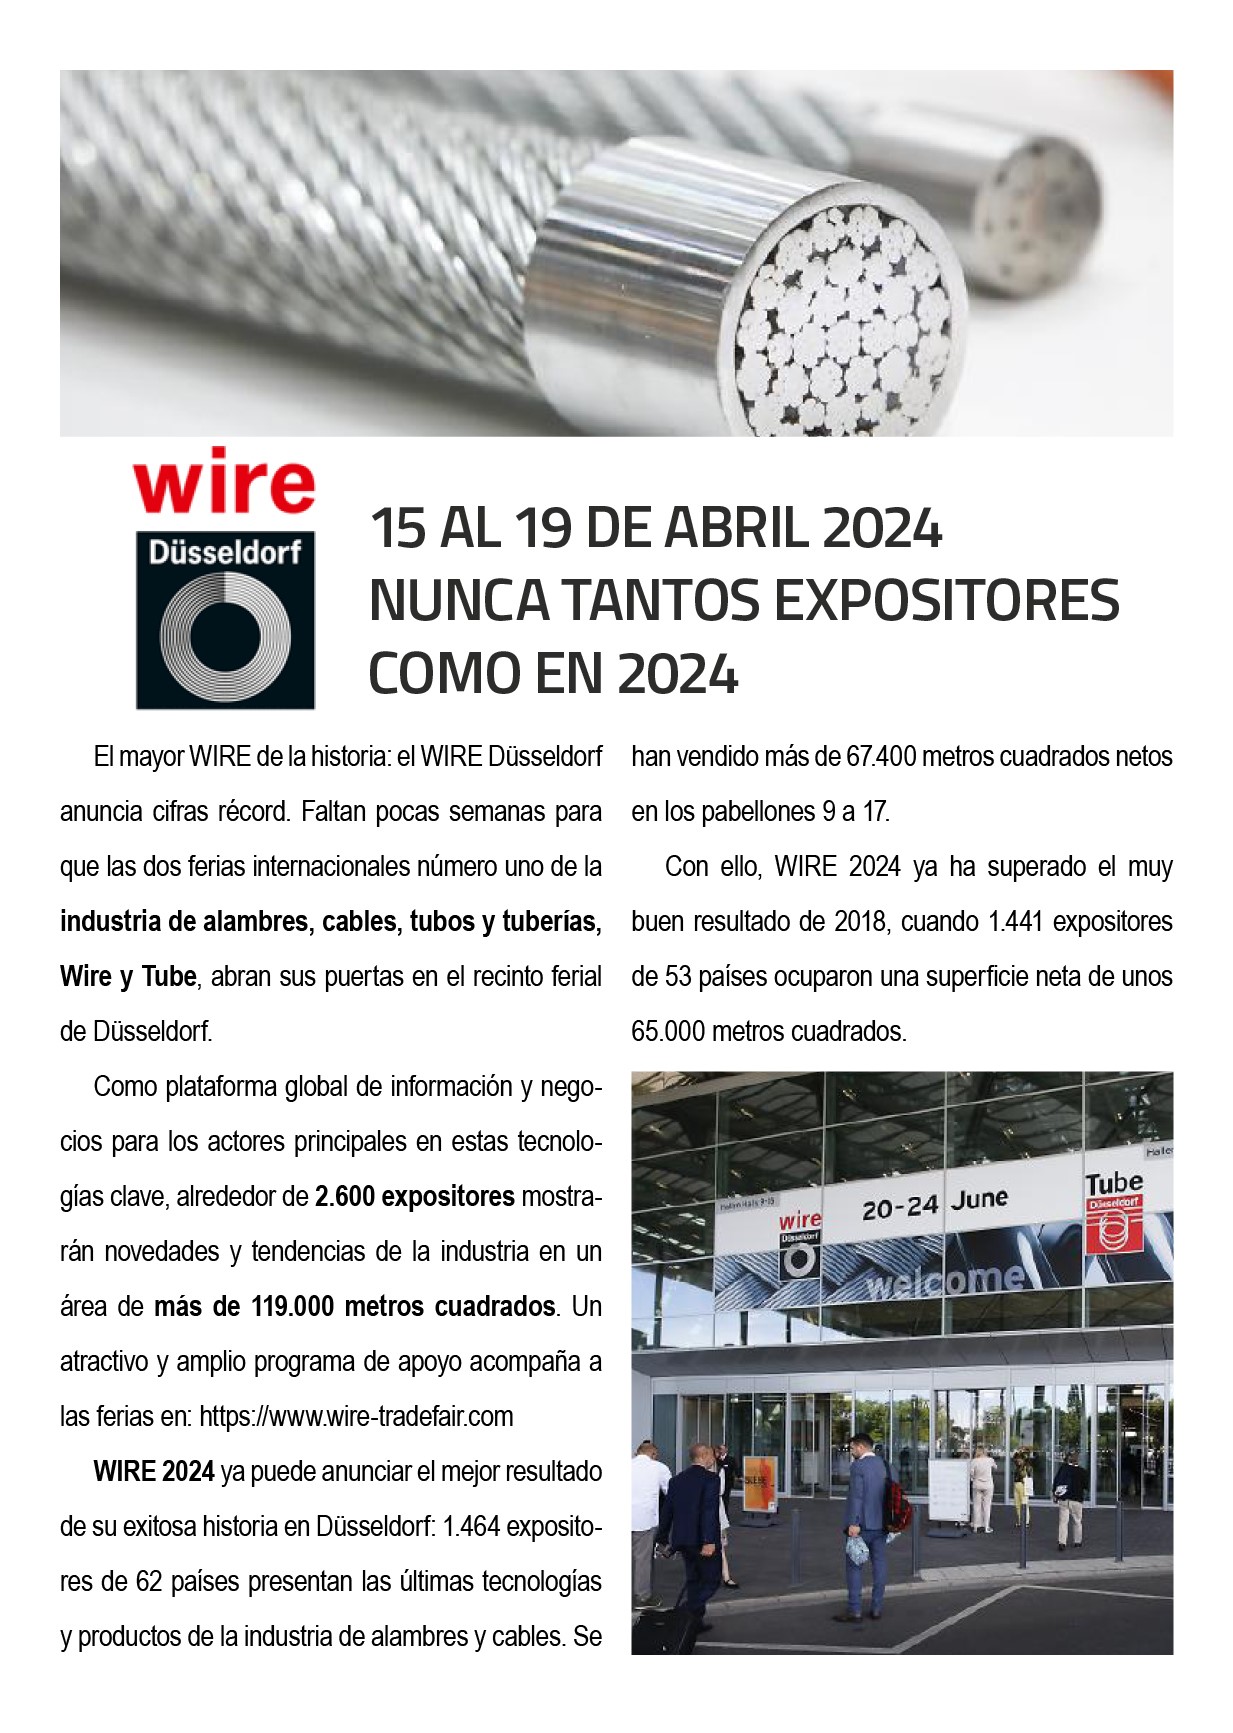 wire
Düsseldorf
15 AL 19 DE ABRIL 2024
NUNCA TANTOS EXPOSITORES
COMO EN 2024
El mayor WIRE de la historia: el WIRE Düsseldorf
anuncia cifras récord. Faltan pocas semanas para
que las dos ferias internacionales número uno de la
industria de alambres, cables, tubos y tuberías,
Wire y Tube, abran sus puertas en el recinto ferial
de Düsseldorf.
Como plataforma global de información y nego-
cios para los actores principales en estas tecnolo-
gías clave, alrededor de 2.600 expositores mostra-
rán novedades y tendencias de la industria en un
área de más de 119.000 metros cuadrados. Un
atractivo y amplio programa de apoyo acompaña a
las ferias en: https://www.wire-tradefair.com
WIRE 2024 ya puede anunciar el mejor resultado
de su exitosa historia en Düsseldorf: 1.464 exposito-
res de 62 países presentan las últimas tecnologías
y productos de la industria de alambres y cables. Se
han vendido más de 67.400 metros cuadrados netos
en los pabellones 9 a 17.
Con ello, WIRE 2024 ya ha superado el muy
buen resultado de 2018, cuando 1.441 expositores
de 53 países ocuparon una superficie neta de unos
65.000 metros cuadrados.
Hallen
Hallen Halls 9-15
wire
Düsseldorf
20-24 June
Tube
Düsseldorf
welcome